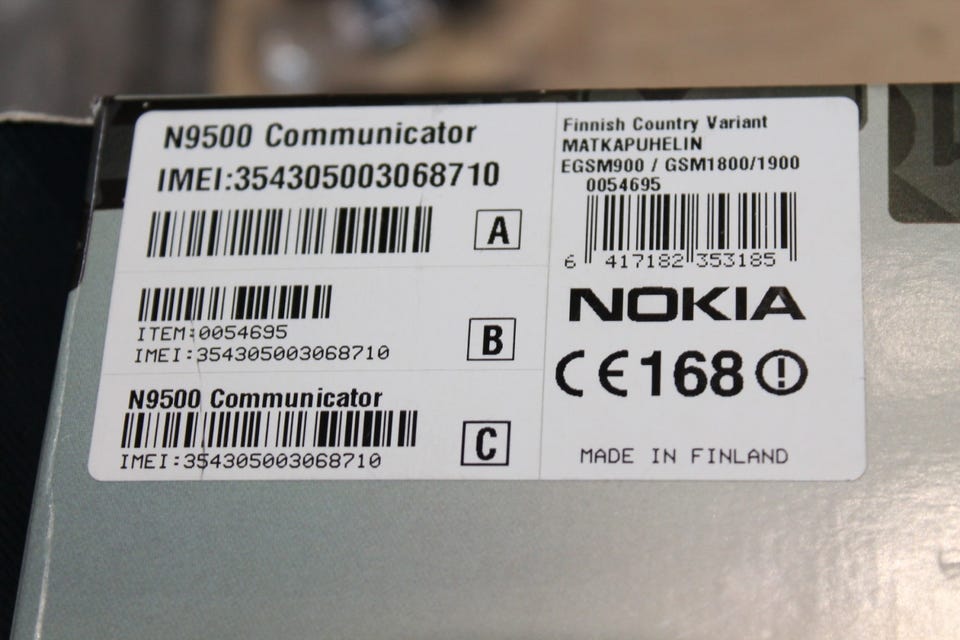 N9500 Communicator
IMEI:354305003068710
A
ITEM:0054695
IMEI:354305003068710
B
N9500 Communicator
IMEI:354305003068710
C
Finnish Country Variant
MATKAPUHELIN
EGSM900 / GSM1800/1900
0054695
6 417182 353185
NOKIA
CE168
MADE IN FINLAND